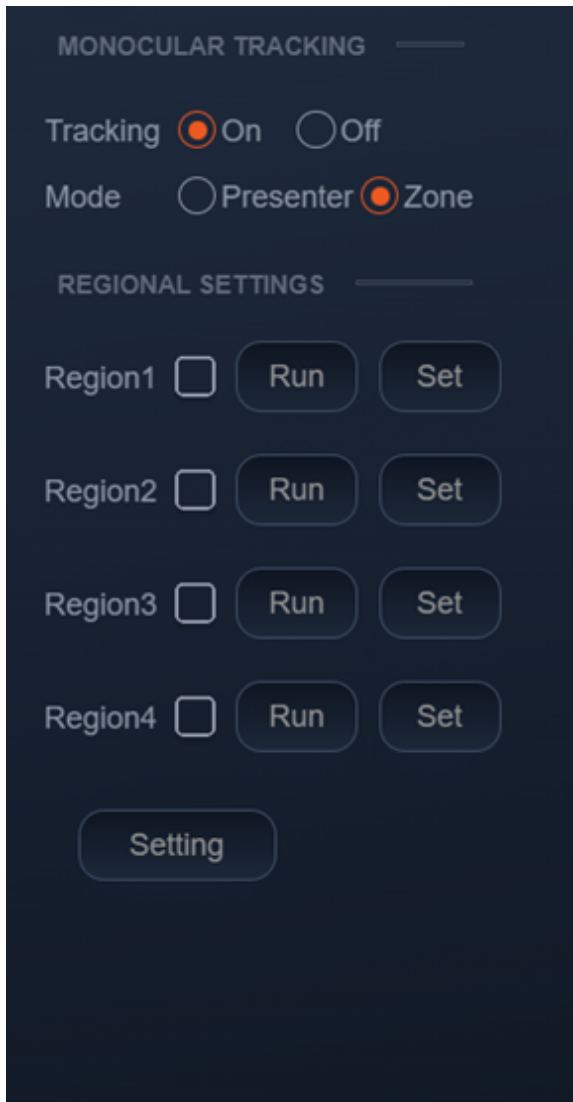 MONOCULAR TRACKING
Tracking On Off
Mode Presenter Zone
REGIONAL SETTINGS
Region1 Run Set
Region2 Run Set
Region3 Run Set
Region4 Run Set
Setting